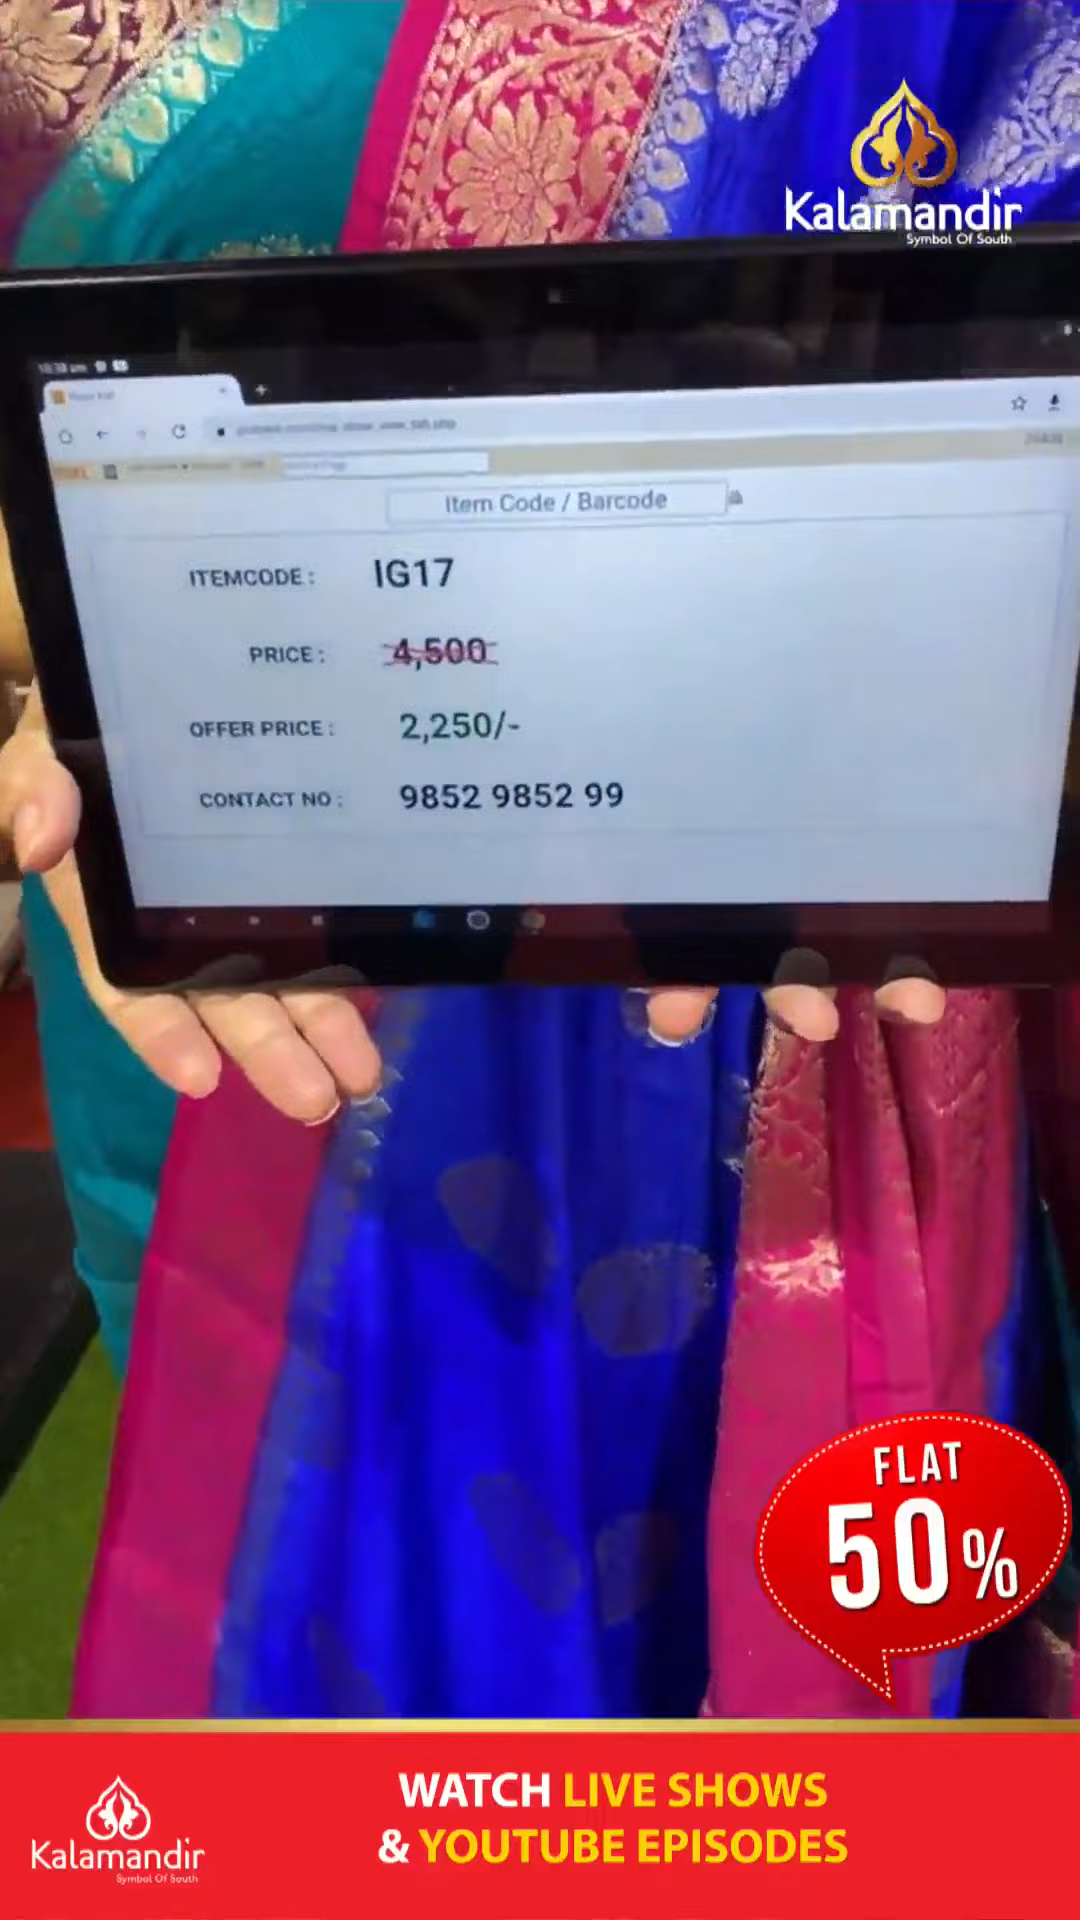 Kalamandir
Symbol Of South
Item Code / Barcode
ITEMCODE : IG17
PRICE : 4,500
OFFER PRICE : 2,250/-
CONTACT NO : 9852 9852 99
FLAT
50%
WATCH LIVE SHOWS
& YOUTUBE EPISODES
Kalamandir
Symbol Of South